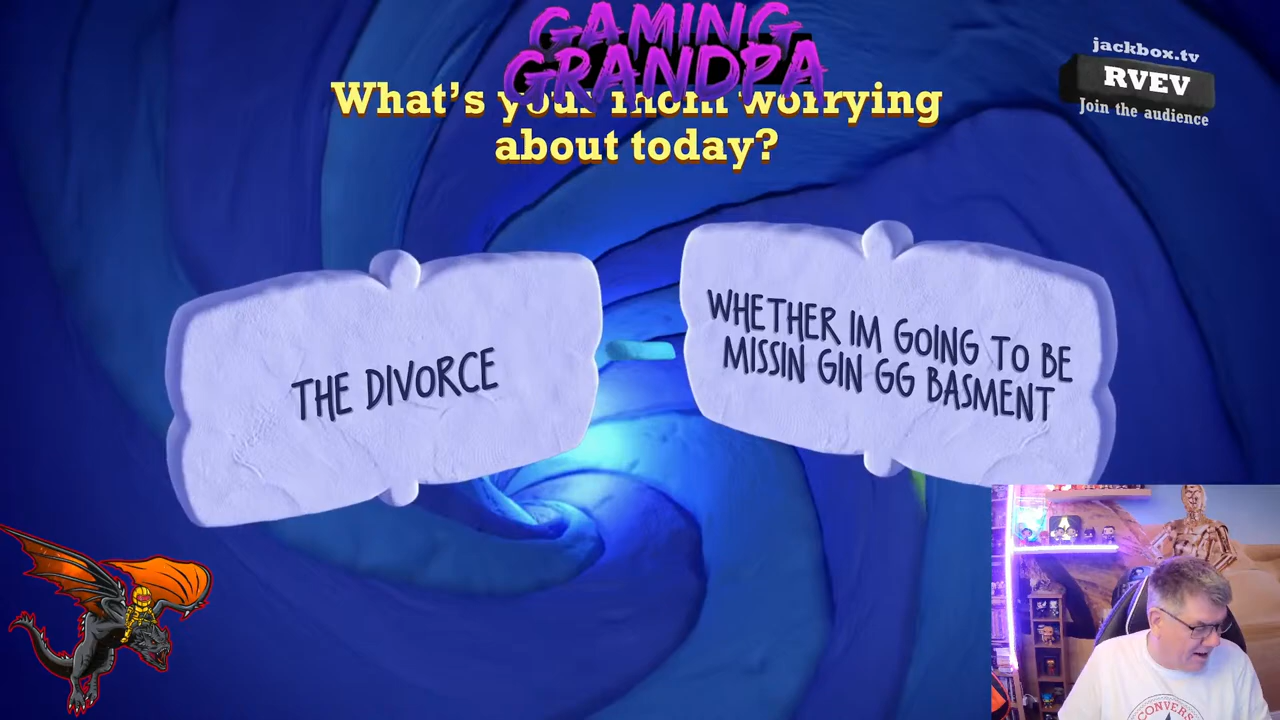 GAMING
GRANDPA
What's your mom worrying
about today?
jackbox.tv
RVEV
Join the audience
THE DIVORCE
WHETHER IM GOING TO BE
MISSIN GIN GG BASMENT
CONVERS